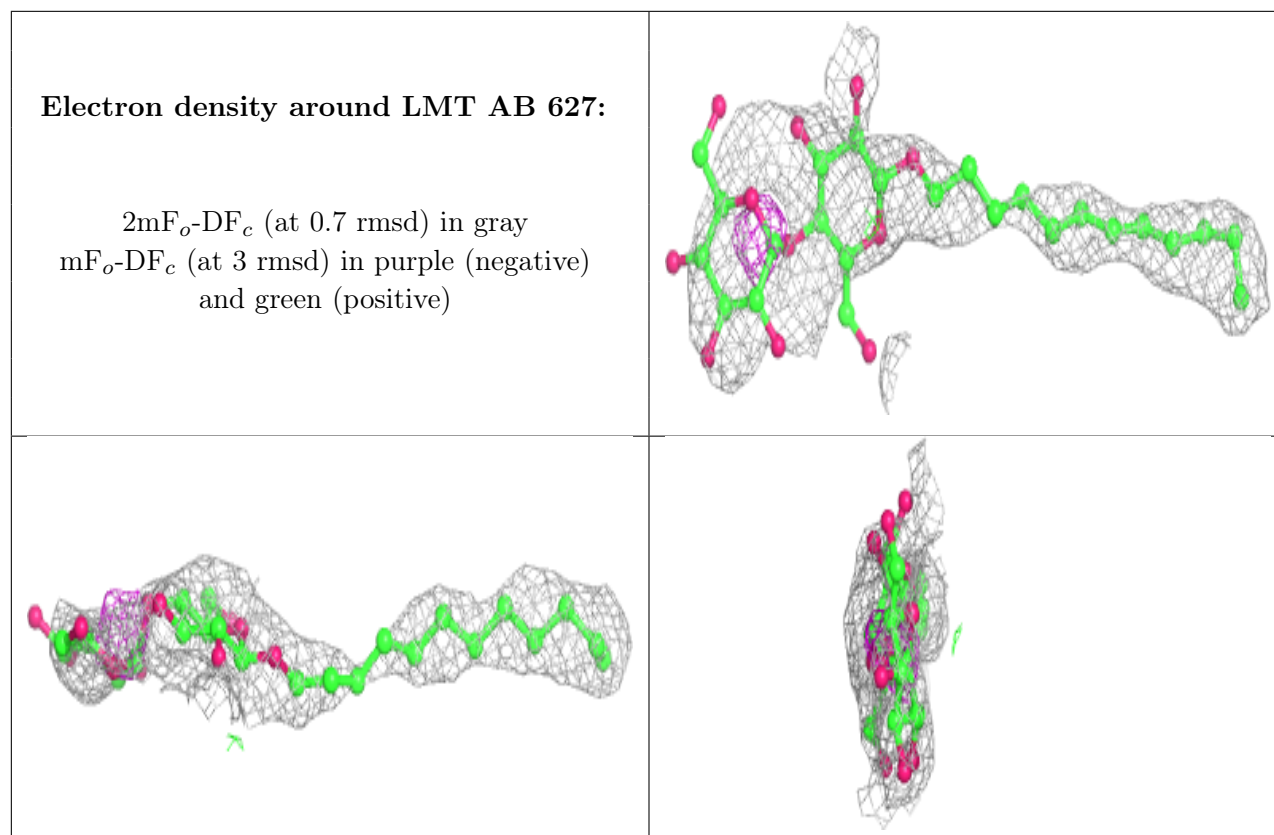 Electron density around LMT AB 627:
2mFo-DFc (at 0.7 rmsd) in gray
mFo-DFc (at 3 rmsd) in purple (negative)
and green (positive)